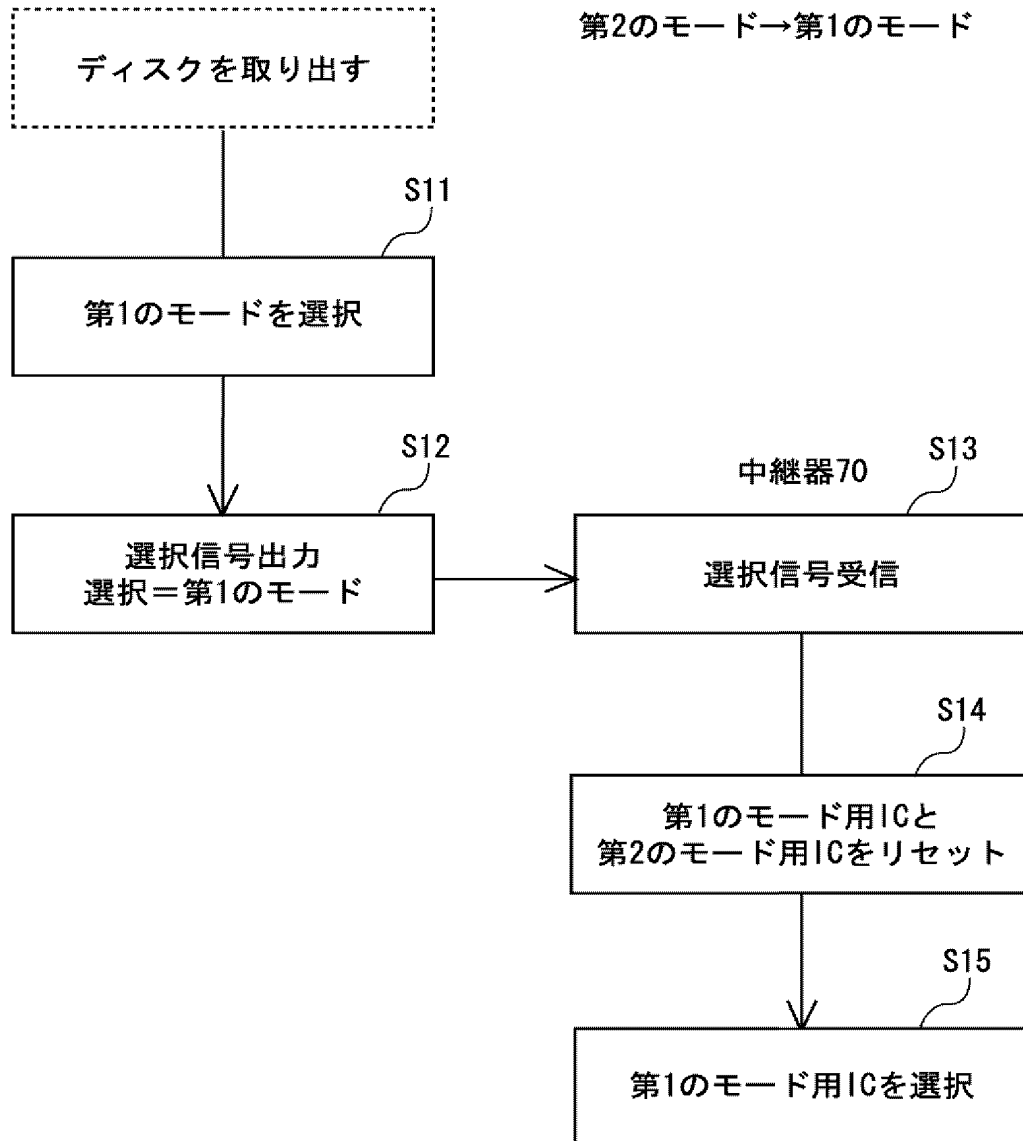 第2のモード→第1のモード
ディスクを取り出す
S11
第1のモードを選択
S12
選択信号出力
選択＝第1のモード
中継器70
S13
選択信号受信
S14
第1のモード用ICと
第2のモード用ICをリセット
S15
第1のモード用ICを選択